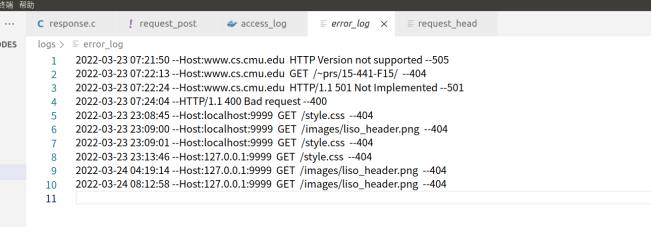 终端 帮助
··· response.c ! request_post access_log error_log × request_head
ODES logs > error_log
1 2022-03-23 07:21:50 --Host:www.cs.cmu.edu HTTP Version not supported --505
2 2022-03-23 07:22:13 --Host:www.cs.cmu.edu GET /~prs/15-441-F15/ --404
3 2022-03-23 07:22:24 --Host:www.cs.cmu.edu HTTP/1.1 501 Not Implemented --501
4 2022-03-23 07:24:04 --HTTP/1.1 400 Bad request --400
5 2022-03-23 23:08:45 --Host:localhost:9999 GET /style.css --404
6 2022-03-23 23:09:00 --Host:localhost:9999 GET /images/liso_header.png --404
7 2022-03-23 23:09:01 --Host:localhost:9999 GET /style.css --404
8 2022-03-23 23:13:46 --Host:127.0.0.1:9999 GET /style.css --404
9 2022-03-24 04:19:14 --Host:127.0.0.1:9999 GET /images/liso_header.png --404
10 2022-03-24 08:12:58 --Host:127.0.0.1:9999 GET /images/liso_header.png --404
11